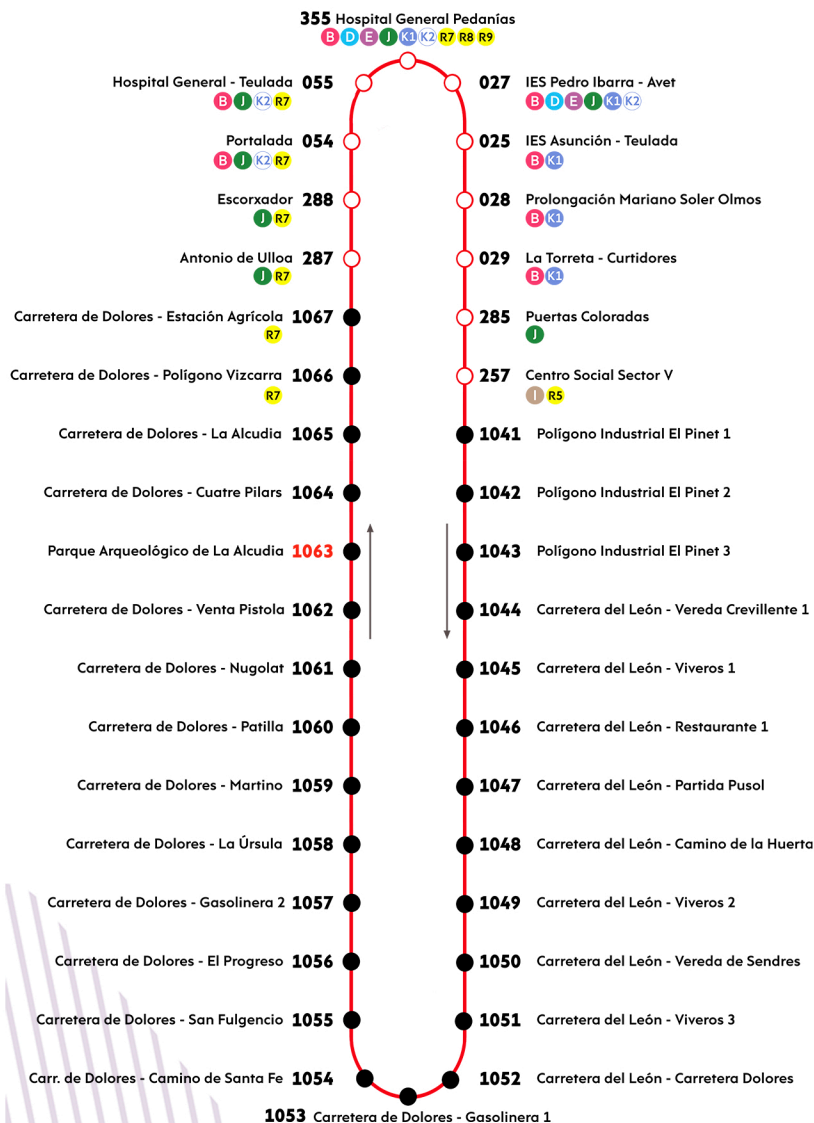 355 Hospital General Pedanías
B D E J K1 K2 R7 R8 R9
Hospital General - Teulada 055
B J K2 R7
027 IES Pedro Ibarra - Avet
B D E J K1 K2
Portalada 054
B J K2 R7
025 IES Asunción - Teulada
B K1
Escorxador 288
J R7
028 Prolongación Mariano Soler Olmos
B K1
Antonio de Ulloa 287
J R7
029 La Torreta - Curtidores
B K1
Carretera de Dolores - Estación Agrícola 1067
R7
285 Puertas Coloradas
J
Carretera de Dolores - Polígono Vizcarra 1066
R7
257 Centro Social Sector V
I R5
Carretera de Dolores - La Alcudia 1065
1041 Polígono Industrial El Pinet 1
Carretera de Dolores - Cuatre Pilars 1064
1042 Polígono Industrial El Pinet 2
Parque Arqueológico de La Alcudia 1063
1043 Polígono Industrial El Pinet 3
Carretera de Dolores - Venta Pistola 1062
1044 Carretera del León - Vereda Crevillente 1
Carretera de Dolores - Nugolat 1061
1045 Carretera del León - Viveros 1
Carretera de Dolores - Patilla 1060
1046 Carretera del León - Restaurante 1
Carretera de Dolores - Martino 1059
1047 Carretera del León - Partida Pusol
Carretera de Dolores - La Úrsula 1058
1048 Carretera del León - Camino de la Huerta
Carretera de Dolores - Gasolinera 2 1057
1049 Carretera del León - Viveros 2
Carretera de Dolores - El Progreso 1056
1050 Carretera del León - Vereda de Sendres
Carretera de Dolores - San Fulgencio 1055
1051 Carretera del León - Viveros 3
Carr. de Dolores - Camino de Santa Fe 1054
1052 Carretera del León - Carretera Dolores
1053 Carretera de Dolores - Gasolinera 1